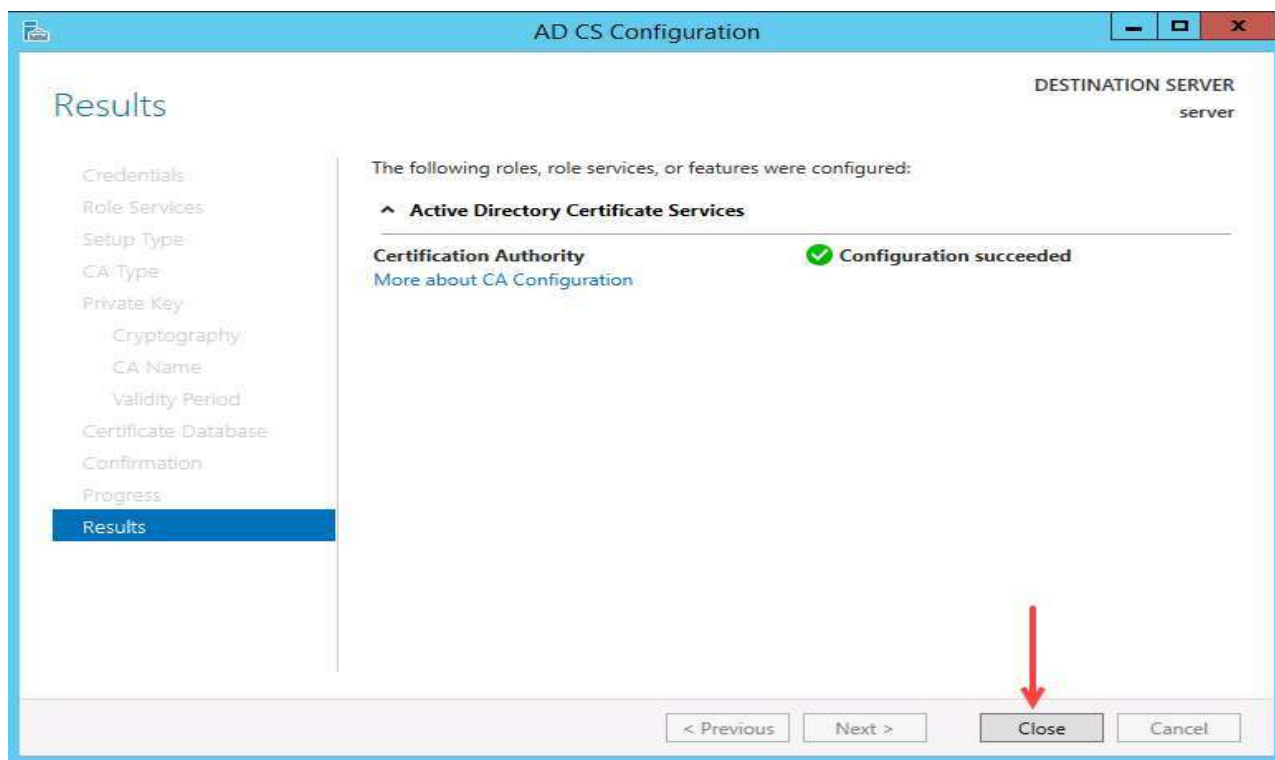 AD CS Configuration
Results
DESTINATION SERVER
server
Credentials
Role Services
Setup Type
CA Type
Private Key
Cryptography
CA Name
Validity Period
Certificate Database
Confirmation
Progress
Results
The following roles, role services, or features were configured:
Active Directory Certificate Services
Certification Authority Configuration succeeded
More about CA Configuration
< Previous Next > Close Cancel